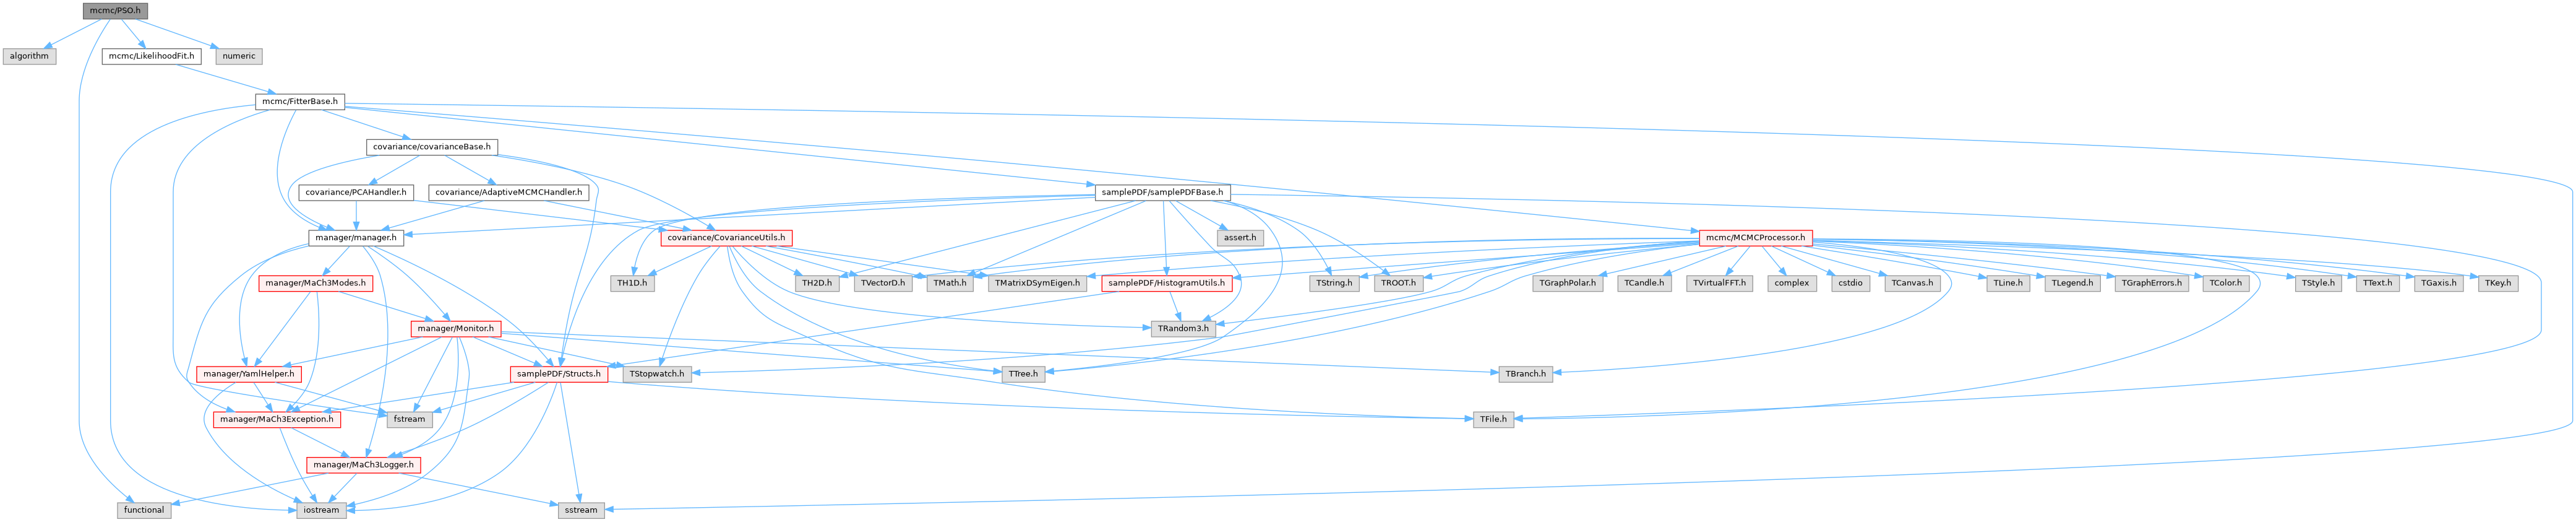 mcmc/PSO.h
algorithm
mcmc/LikelihoodFit.h
numeric
mcmc/FitterBase.h
covariance/covarianceBase.h
covariance/PCAHandler.h
covariance/AdaptiveMCMCHandler.h
samplePDF/samplePDFBase.h
manager/manager.h
covariance/CovarianceUtils.h
assert.h
mcmc/MCMCProcessor.h
manager/MaCh3Modes.h
TH1D.h
TH2D.h
TVectorD.h
TMath.h
TMatrixDSymEigen.h
samplePDF/HistogramUtils.h
TString.h
TROOT.h
TGraphPolar.h
TCandle.h
TVirtualFFT.h
complex
cstdio
TCanvas.h
TLine.h
TLegend.h
TGraphErrors.h
TColor.h
TStyle.h
TText.h
TGaxis.h
TKey.h
manager/Monitor.h
TRandom3.h
manager/YamlHelper.h
samplePDF/Structs.h
TStopwatch.h
TTree.h
TBranch.h
manager/MaCh3Exception.h
fstream
TFile.h
manager/MaCh3Logger.h
functional
iostream
sstream